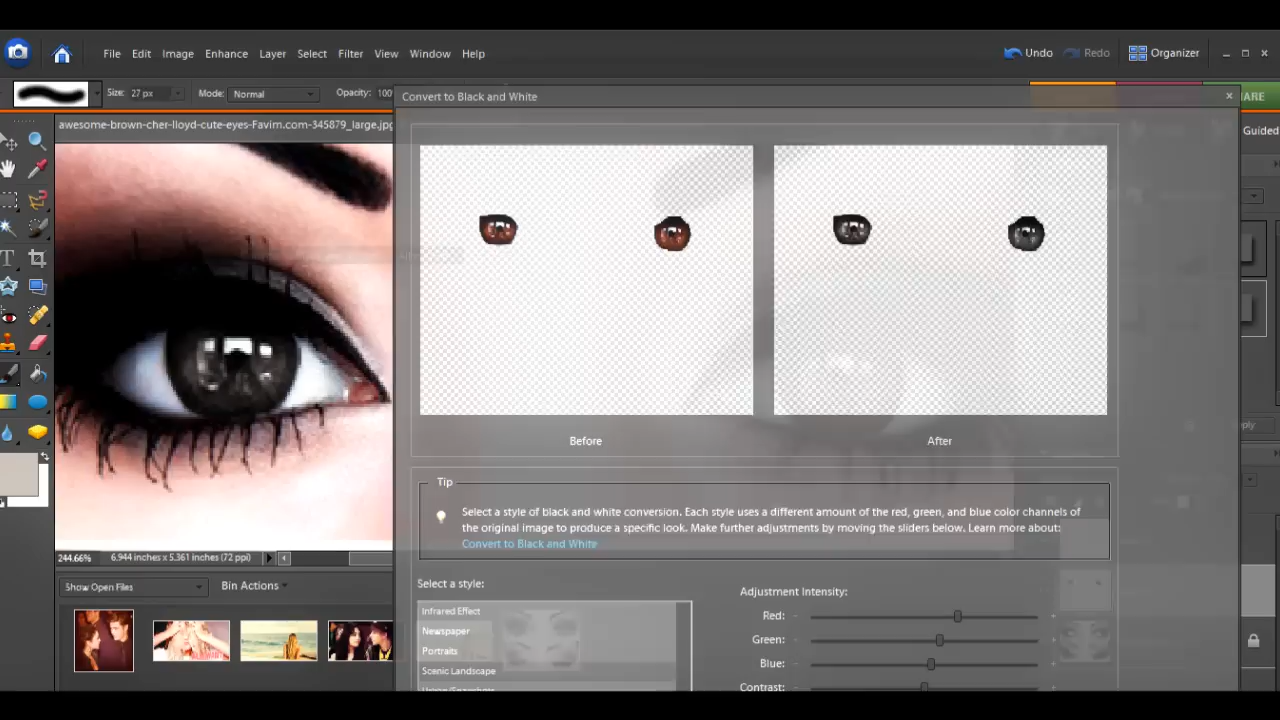 File Edit Image Enhance Layer Select Filter View Window Help
Undo Redo Organizer
Size: 27 px Mode: Normal Opacity: 100
Convert to Black and White
ARE
Guided
awesome-brown-cher-lloyd-cute-eyes-Favim.com-345879_large.jpg
Before After
Tip
Select a style of black and white conversion. Each style uses a different amount of the red, green, and blue color channels of
the original image to produce a specific look. Make further adjustments by moving the sliders below. Learn more about:
Convert to Black and White
244.66% 6.944 inches x 5.361 inches (72 ppi)
Show Open Files Bin Actions
Select a style:
Infrared Effect
Newspaper
Portraits
Scenic Landscape
Adjustment Intensity:
Red:
Green:
Blue:
Contrast: